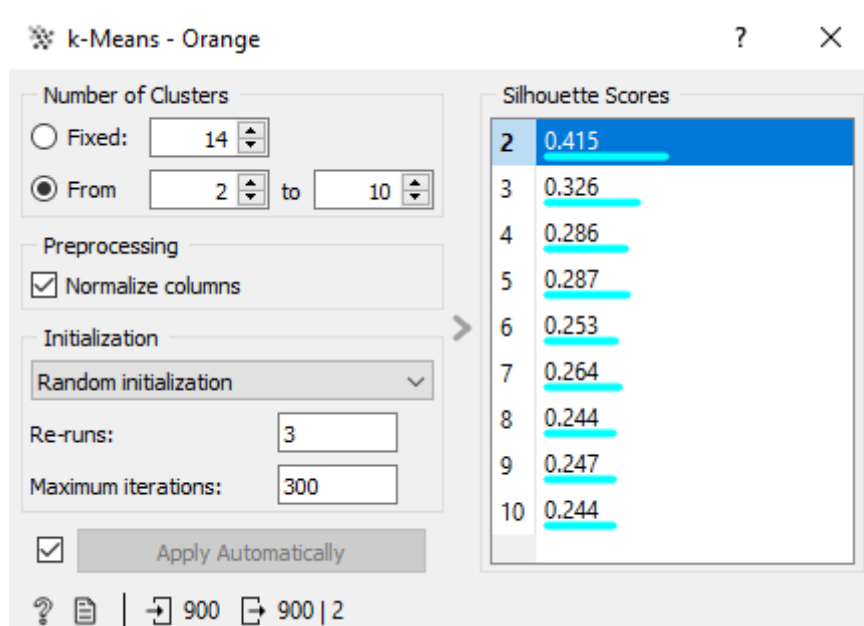 k-Means - Orange ? ×
Number of Clusters
Fixed: 14
From 2 to 10
Preprocessing
Normalize columns
Initialization
Random initialization
Re-runs: 3
Maximum iterations: 300
Apply Automatically
? 900 900 | 2
Silhouette Scores
2 0.415
3 0.326
4 0.286
5 0.287
6 0.253
7 0.264
8 0.244
9 0.247
10 0.244